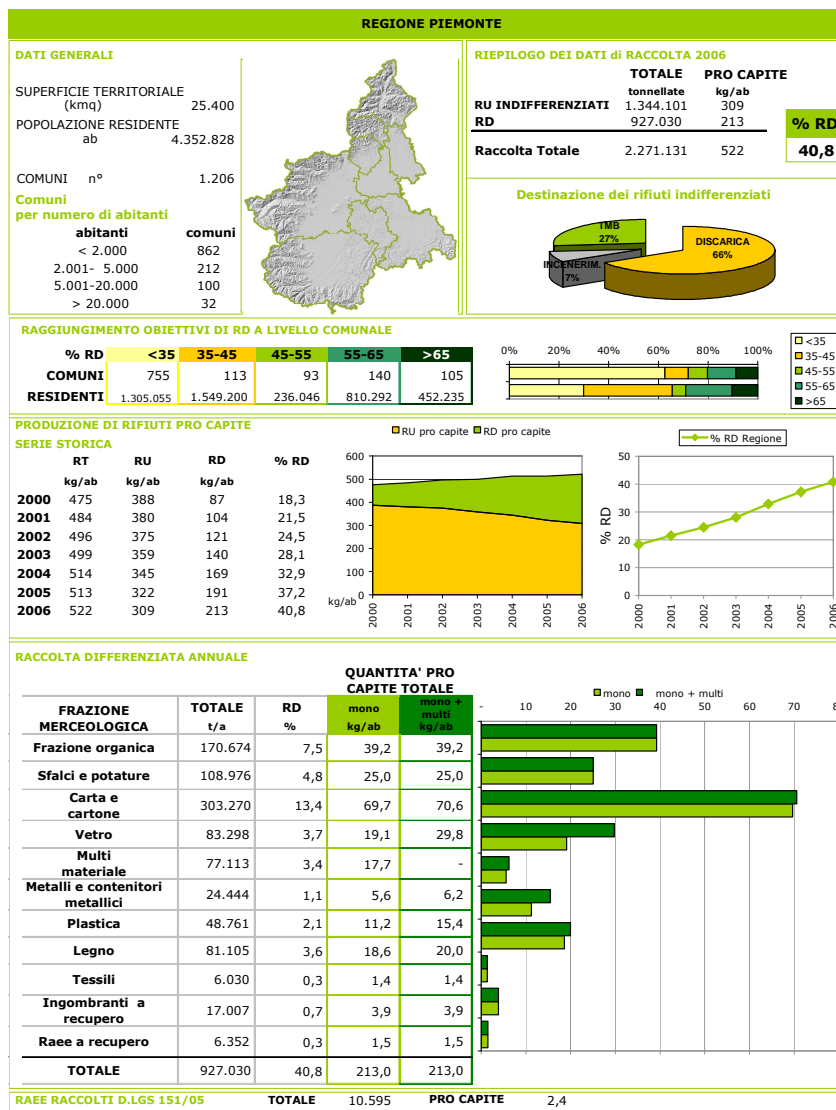 REGIONE PIEMONTE
DATI GENERALI
SUPERFICIE TERRITORIALE
(kmq) 25.400
POPOLAZIONE RESIDENTE
ab 4.352.828
COMUNI n° 1.206
Comuni
per numero di abitanti
abitanti comuni
< 2.000 862
2.001- 5.000 212
5.001-20.000 100
> 20.000 32
RIEPILOGO DEI DATI di RACCOLTA 2006
TOTALE PRO CAPITE
tonnellate kg/ab
RU INDIFFERENZIATI 1.344.101 309
RD 927.030 213
Raccolta Totale 2.271.131 522
% RD
40,8
Destinazione dei rifiuti indifferenziati
TMB
27%
DISCARICA
66%
INCENERIM.
7%
RAGGIUNGIMENTO OBIETTIVI DI RD A LIVELLO COMUNALE
% RD <35 35-45 45-55 55-65 >65
COMUNI 755 113 93 140 105
RESIDENTI 1.305.055 1.549.200 236.046 810.292 452.235
0% 20% 40% 60% 80% 100%
<35
35-45
45-55
55-65
>65
PRODUZIONE DI RIFIUTI PRO CAPITE
SERIE STORICA
RT RU RD % RD
kg/ab kg/ab kg/ab
2000 475 388 87 18,3
2001 484 380 104 21,5
2002 496 375 121 24,5
2003 499 359 140 28,1
2004 514 345 169 32,9
2005 513 322 191 37,2
2006 522 309 213 40,8
RU pro capite RD pro capite
600
500
400
300
200
100
0
kg/ab
2000 2001 2002 2003 2004 2005 2006
% RD Regione
% RD
50
40
30
20
10
0
2000 2001 2002 2003 2004 2005 2006
RACCOLTA DIFFERENZIATA ANNUALE
QUANTITA' PRO
CAPITE TOTALE
FRAZIONE MERCEOLOGICA TOTALE t/a RD % mono kg/ab mono + multi kg/ab
Frazione organica 170.674 7,5 39,2 39,2
Sfalci e potature 108.976 4,8 25,0 25,0
Carta e cartone 303.270 13,4 69,7 70,6
Vetro 83.298 3,7 19,1 29,8
Multi materiale 77.113 3,4 17,7 -
Metalli e contenitori metallici 24.444 1,1 5,6 6,2
Plastica 48.761 2,1 11,2 15,4
Legno 81.105 3,6 18,6 20,0
Tessili 6.030 0,3 1,4 1,4
Ingombranti a recupero 17.007 0,7 3,9 3,9
Raee a recupero 6.352 0,3 1,5 1,5
TOTALE 927.030 40,8 213,0 213,0
mono mono + multi
- 10 20 30 40 50 60 70 80
RAEE RACCOLTI D.LGS 151/05 TOTALE 10.595 PRO CAPITE 2,4